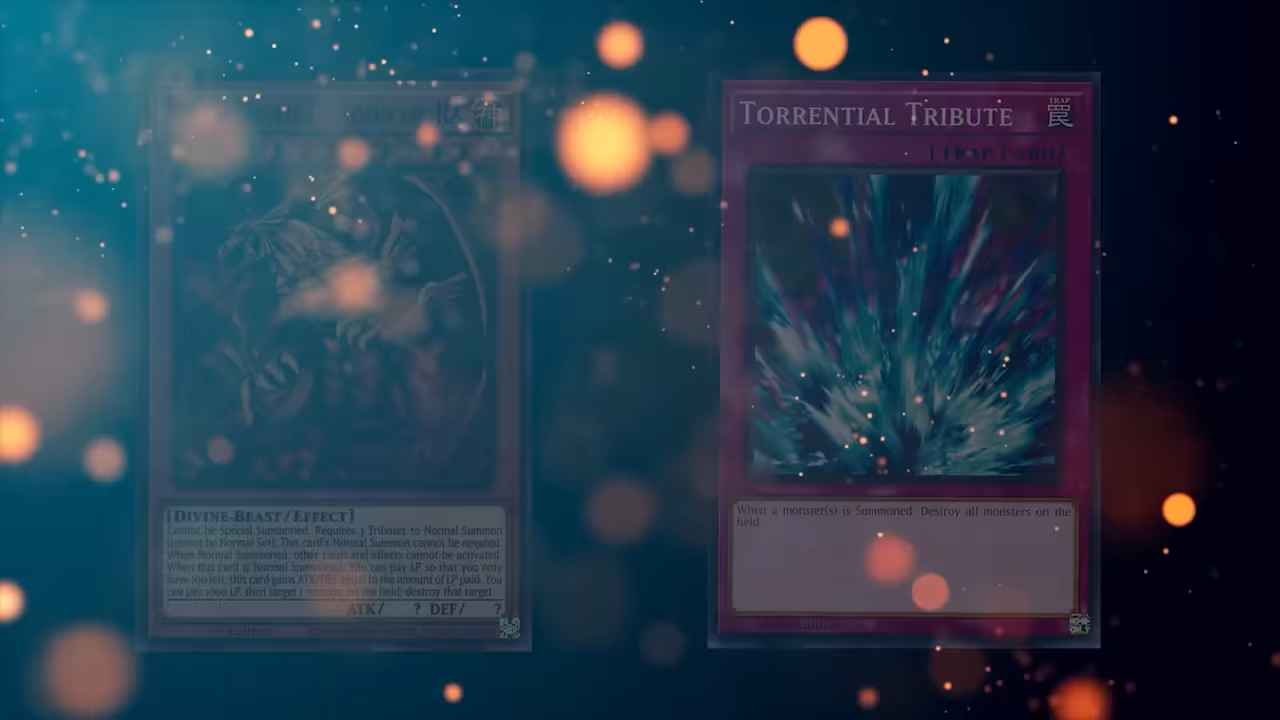 [DIVINE-BEAST/EFFECT]
Cannot be Special Summoned. Requires 3 Tributes to Normal Summon
(cannot be Normal Set). This card's Normal Summon cannot be negated.
When Normal Summoned, other cards and effects cannot be activated.
When this card is Normal Summoned: You can pay LP so that you only
have 100 left; this card gains ATK/DEF equal to the amount of LP paid. You
can pay 1000 LP, then target 1 monster on the field; destroy that target.
ATK/ ? DEF/ ?
TORRENTIAL TRIBUTE
TRAP
罠
[TRAP CARD]
When a monster(s) is Summoned: Destroy all monsters on the
field.